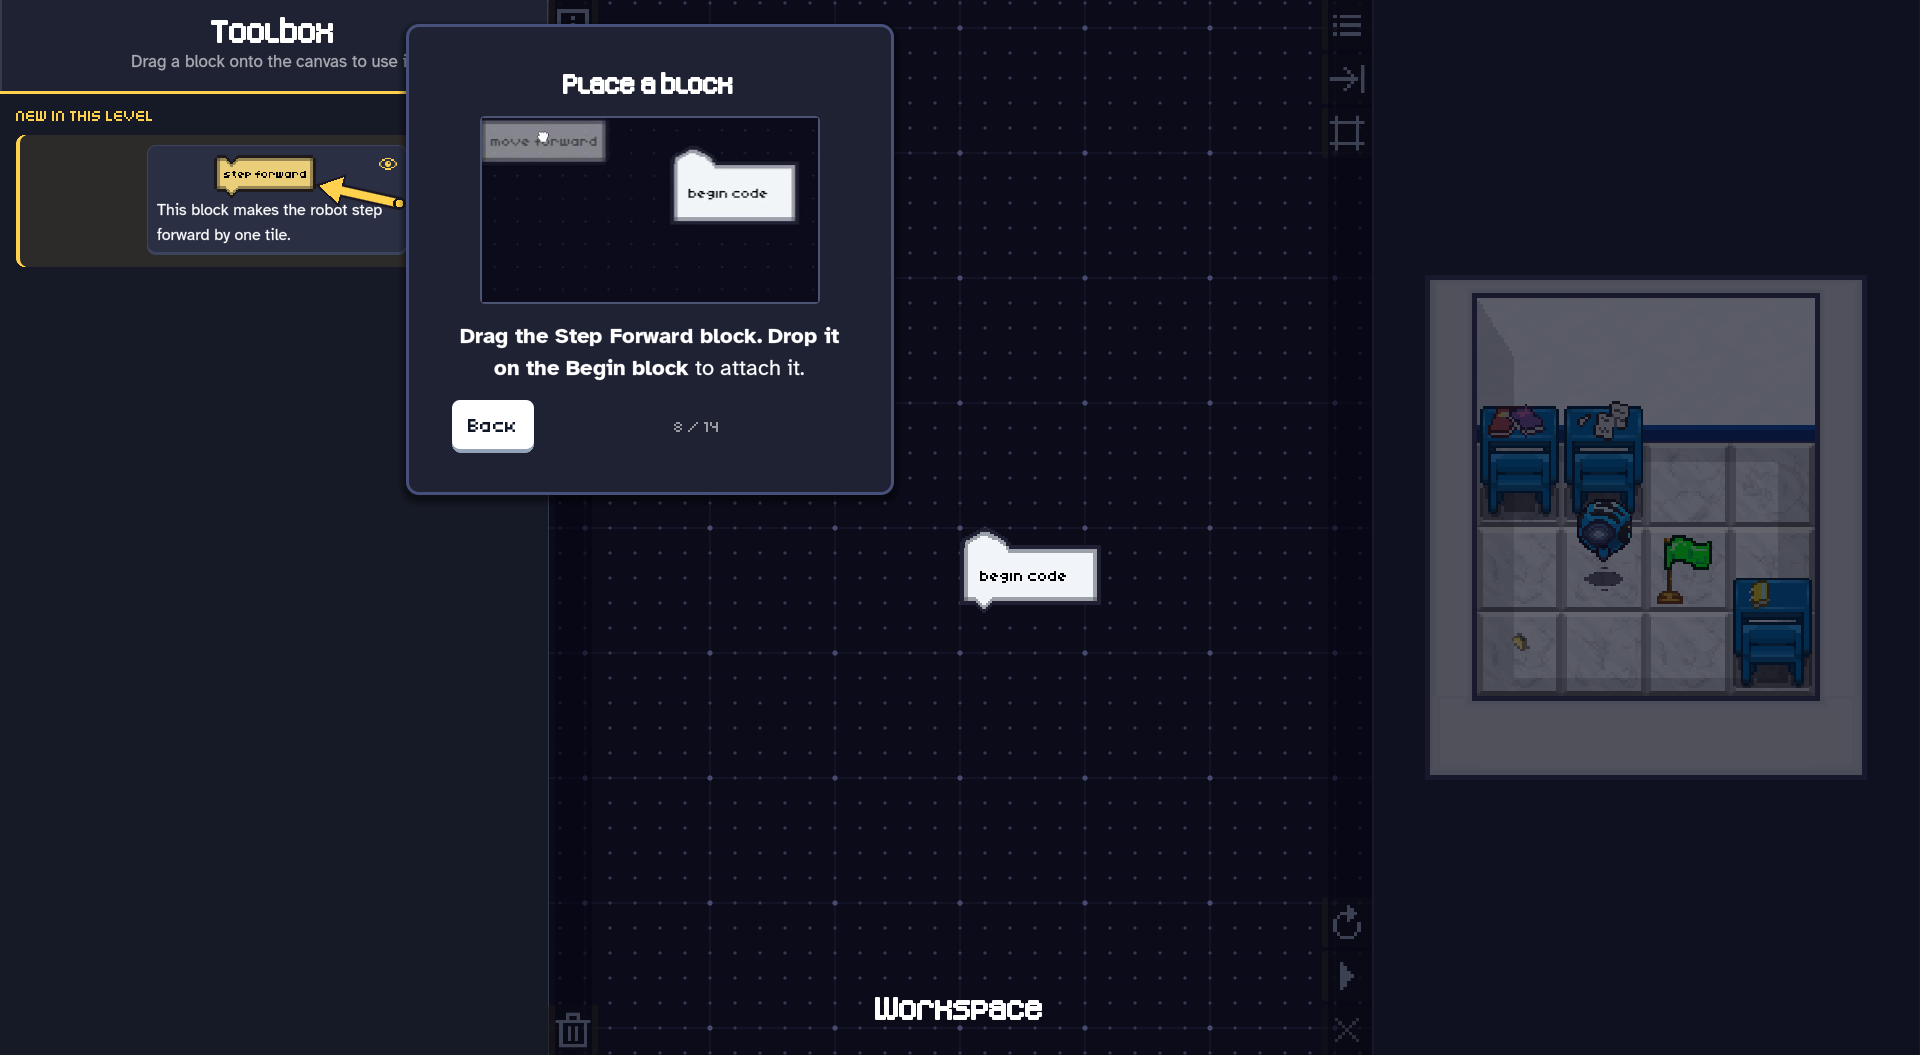 Toolbox
Drag a block onto the canvas to use i
NEW IN THIS LEVEL
step forward
This block makes the robot step
forward by one tile.
Place a block
move forward
begin code
Drag the Step Forward block. Drop it
on the Begin block to attach it.
Back
8 / 14
begin code
Workspace